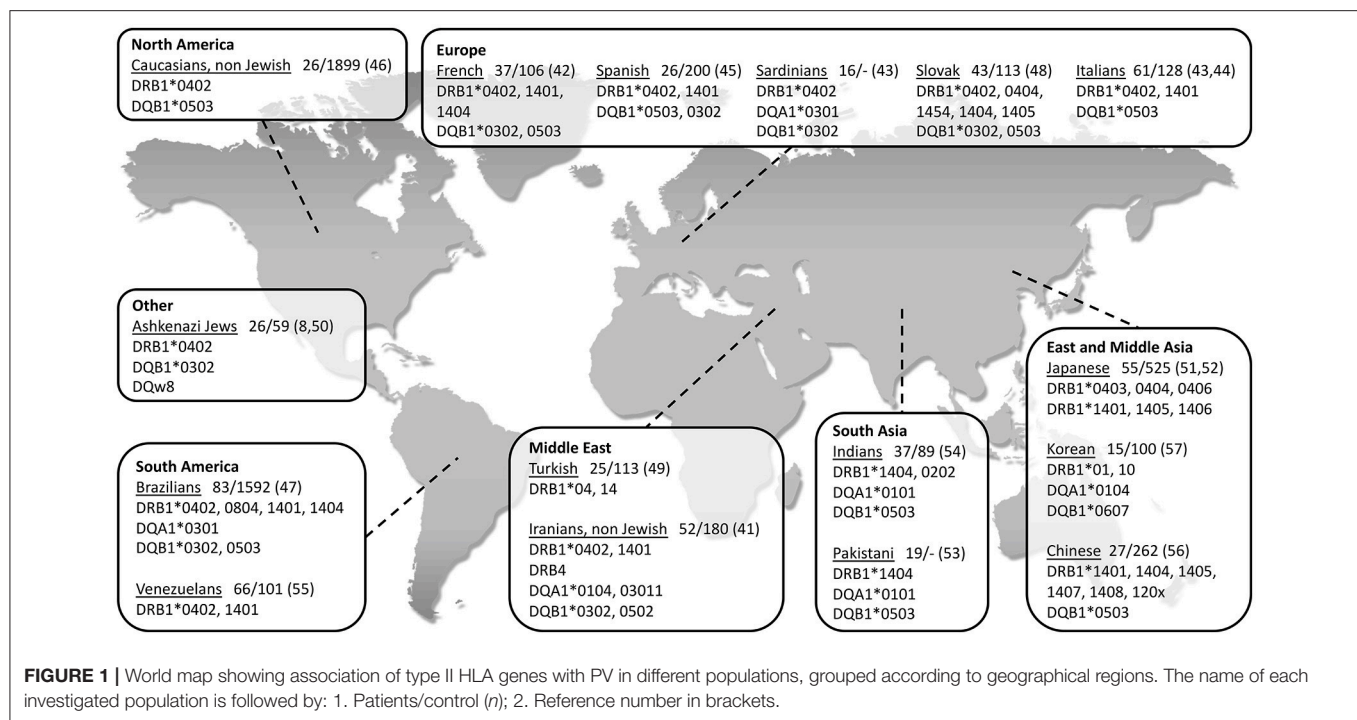 North America
Caucasians, non Jewish 26/1899 (46)
DRB1*0402
DQB1*0503
Europe
French 37/106 (42)
DRB1*0402, 1401,
1404
DQB1*0302, 0503
Spanish 26/200 (45)
DRB1*0402, 1401
DQB1*0503, 0302
Sardinians 16/- (43)
DRB1*0402
DQA1*0301
DQB1*0302
Slovak 43/113 (48)
DRB1*0402, 0404,
1454, 1404, 1405
DQB1*0302, 0503
Italians 61/128 (43,44)
DRB1*0402, 1401
DQB1*0503
Other
Ashkenazi Jews 26/59 (8,50)
DRB1*0402
DQB1*0302
DQw8
South America
Brazilians 83/1592 (47)
DRB1*0402, 0804, 1401, 1404
DQA1*0301
DQB1*0302, 0503
Venezuelans 66/101 (55)
DRB1*0402, 1401
Middle East
Turkish 25/113 (49)
DRB1*04, 14
Iranians, non Jewish 52/180 (41)
DRB1*0402, 1401
DRB4
DQA1*0104, 03011
DQB1*0302, 0502
South Asia
Indians 37/89 (54)
DRB1*1404, 0202
DQA1*0101
DQB1*0503
Pakistani 19/- (53)
DRB1*1404
DQA1*0101
DQB1*0503
East and Middle Asia
Japanese 55/525 (51,52)
DRB1*0403, 0404, 0406
DRB1*1401, 1405, 1406
Korean 15/100 (57)
DRB1*01, 10
DQA1*0104
DQB1*0607
Chinese 27/262 (56)
DRB1*1401, 1404, 1405,
1407, 1408, 120x
DQB1*0503
FIGURE 1 | World map showing association of type II HLA genes with PV in different populations, grouped according to geographical regions. The name of each
investigated population is followed by: 1. Patients/control (n); 2. Reference number in brackets.